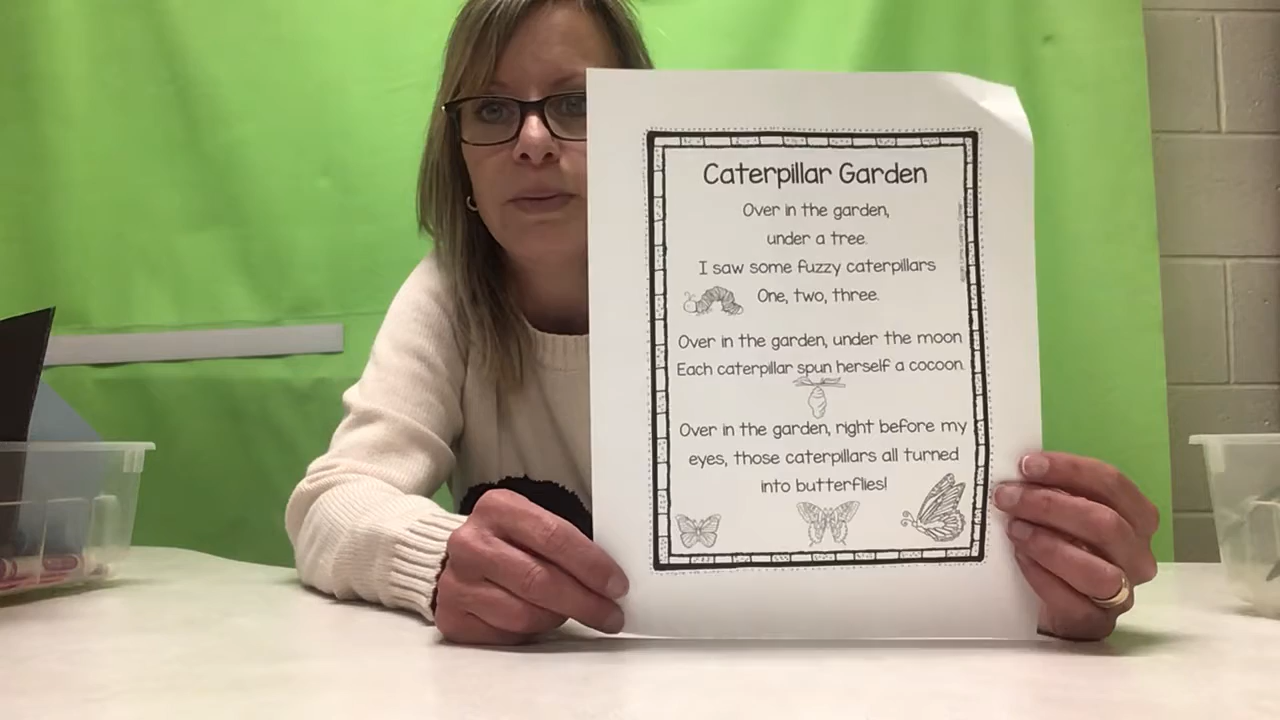 Caterpillar Garden
Over in the garden,
under a tree.
I saw some fuzzy caterpillars
One, two, three.
Over in the garden, under the moon
Each caterpillar spun herself a cocoon.
Over in the garden, right before my
eyes, those caterpillars all turned
into butterflies!